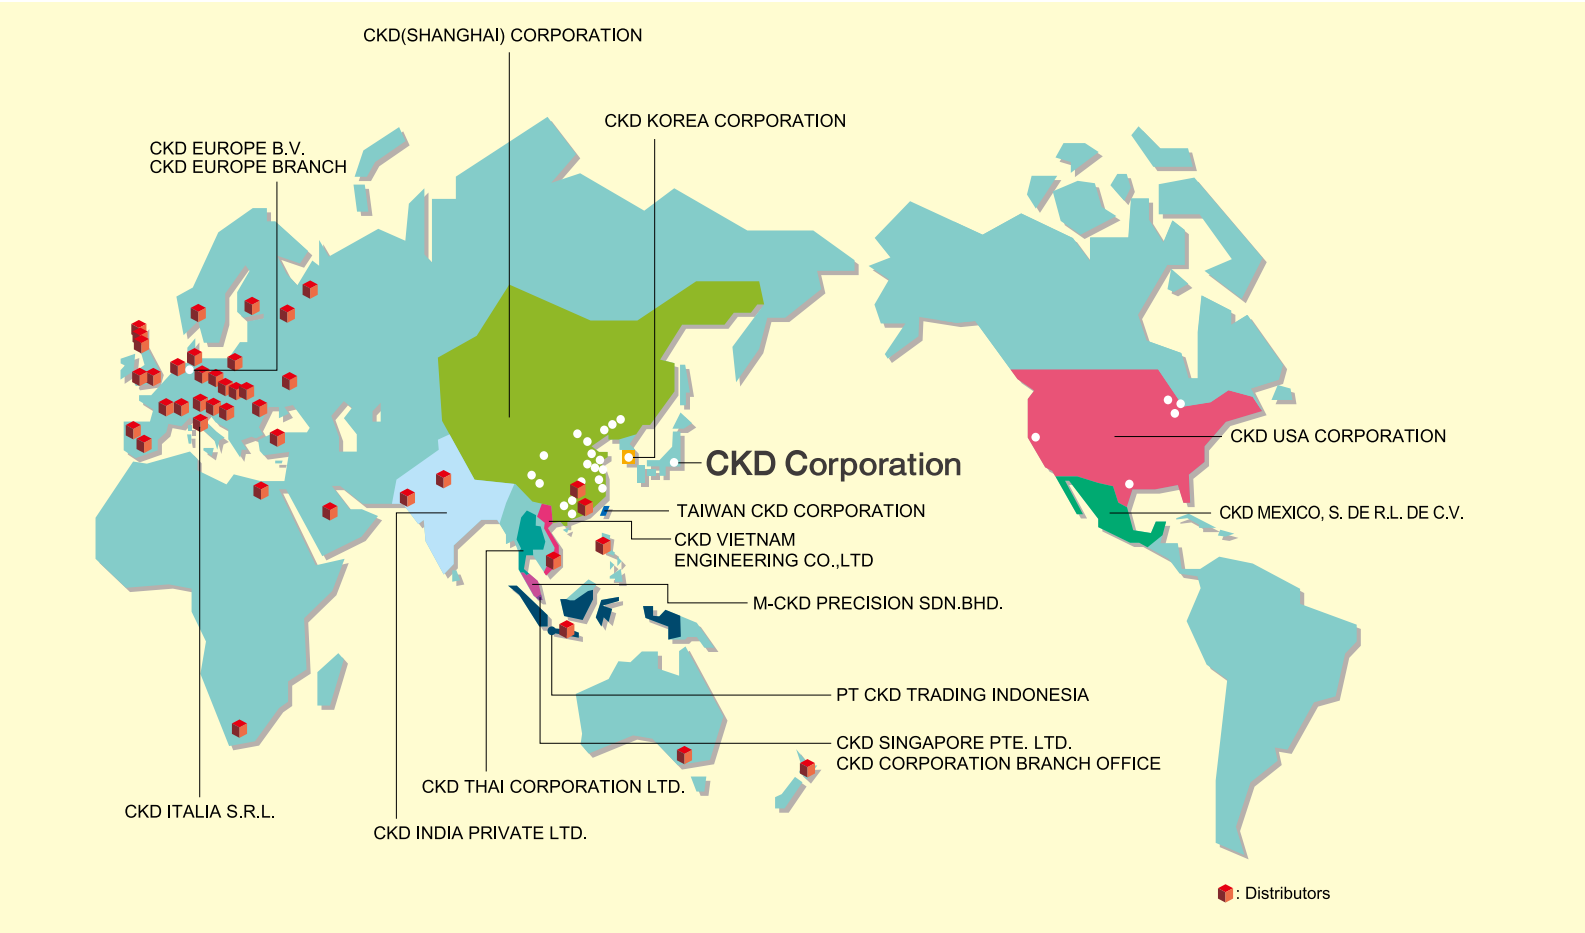 CKD(SHANGHAI) CORPORATION
CKD KOREA CORPORATION
CKD EUROPE B.V.
CKD EUROPE BRANCH
CKD USA CORPORATION
CKD Corporation
TAIWAN CKD CORPORATION
CKD MEXICO, S. DE R.L. DE C.V.
CKD VIETNAM
ENGINEERING CO.,LTD
M-CKD PRECISION SDN.BHD.
PT CKD TRADING INDONESIA
CKD SINGAPORE PTE. LTD.
CKD CORPORATION BRANCH OFFICE
CKD THAI CORPORATION LTD.
CKD ITALIA S.R.L.
CKD INDIA PRIVATE LTD.
: Distributors